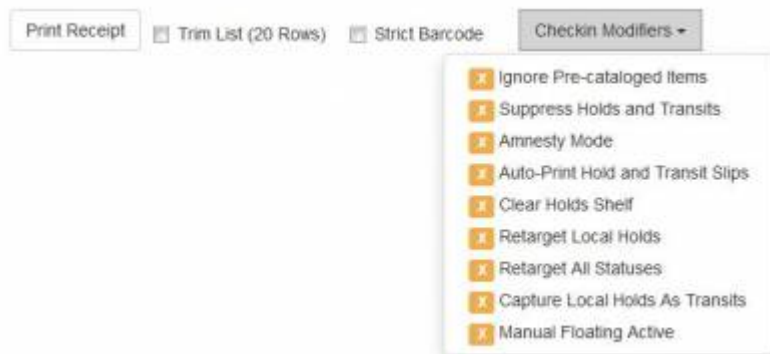 Print Receipt Trim List (20 Rows) Strict Barcode Checkin Modifiers
X Ignore Pre-cataloged Items
X Suppress Holds and Transits
X Amnesty Mode
X Auto-Print Hold and Transit Slips
X Clear Holds Shelf
X Retarget Local Holds
X Retarget All Statuses
X Capture Local Holds As Transits
X Manual Floating Active